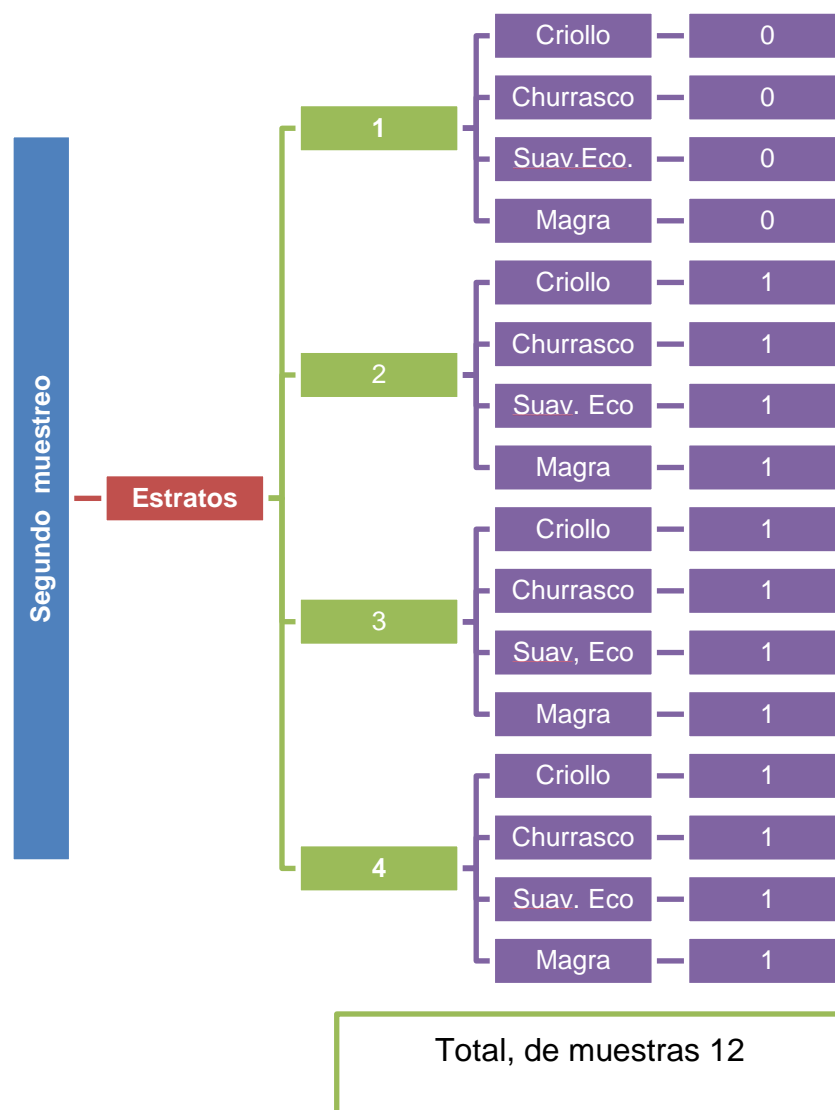 Segundo muestreo
Estratos
1
Criollo
0
Churrasco
0
Suav.Eco.
0
Magra
0
2
Criollo
1
Churrasco
1
Suav. Eco
1
Magra
1
3
Criollo
1
Churrasco
1
Suav, Eco
1
Magra
1
4
Criollo
1
Churrasco
1
Suav. Eco
1
Magra
1
Total, de muestras 12